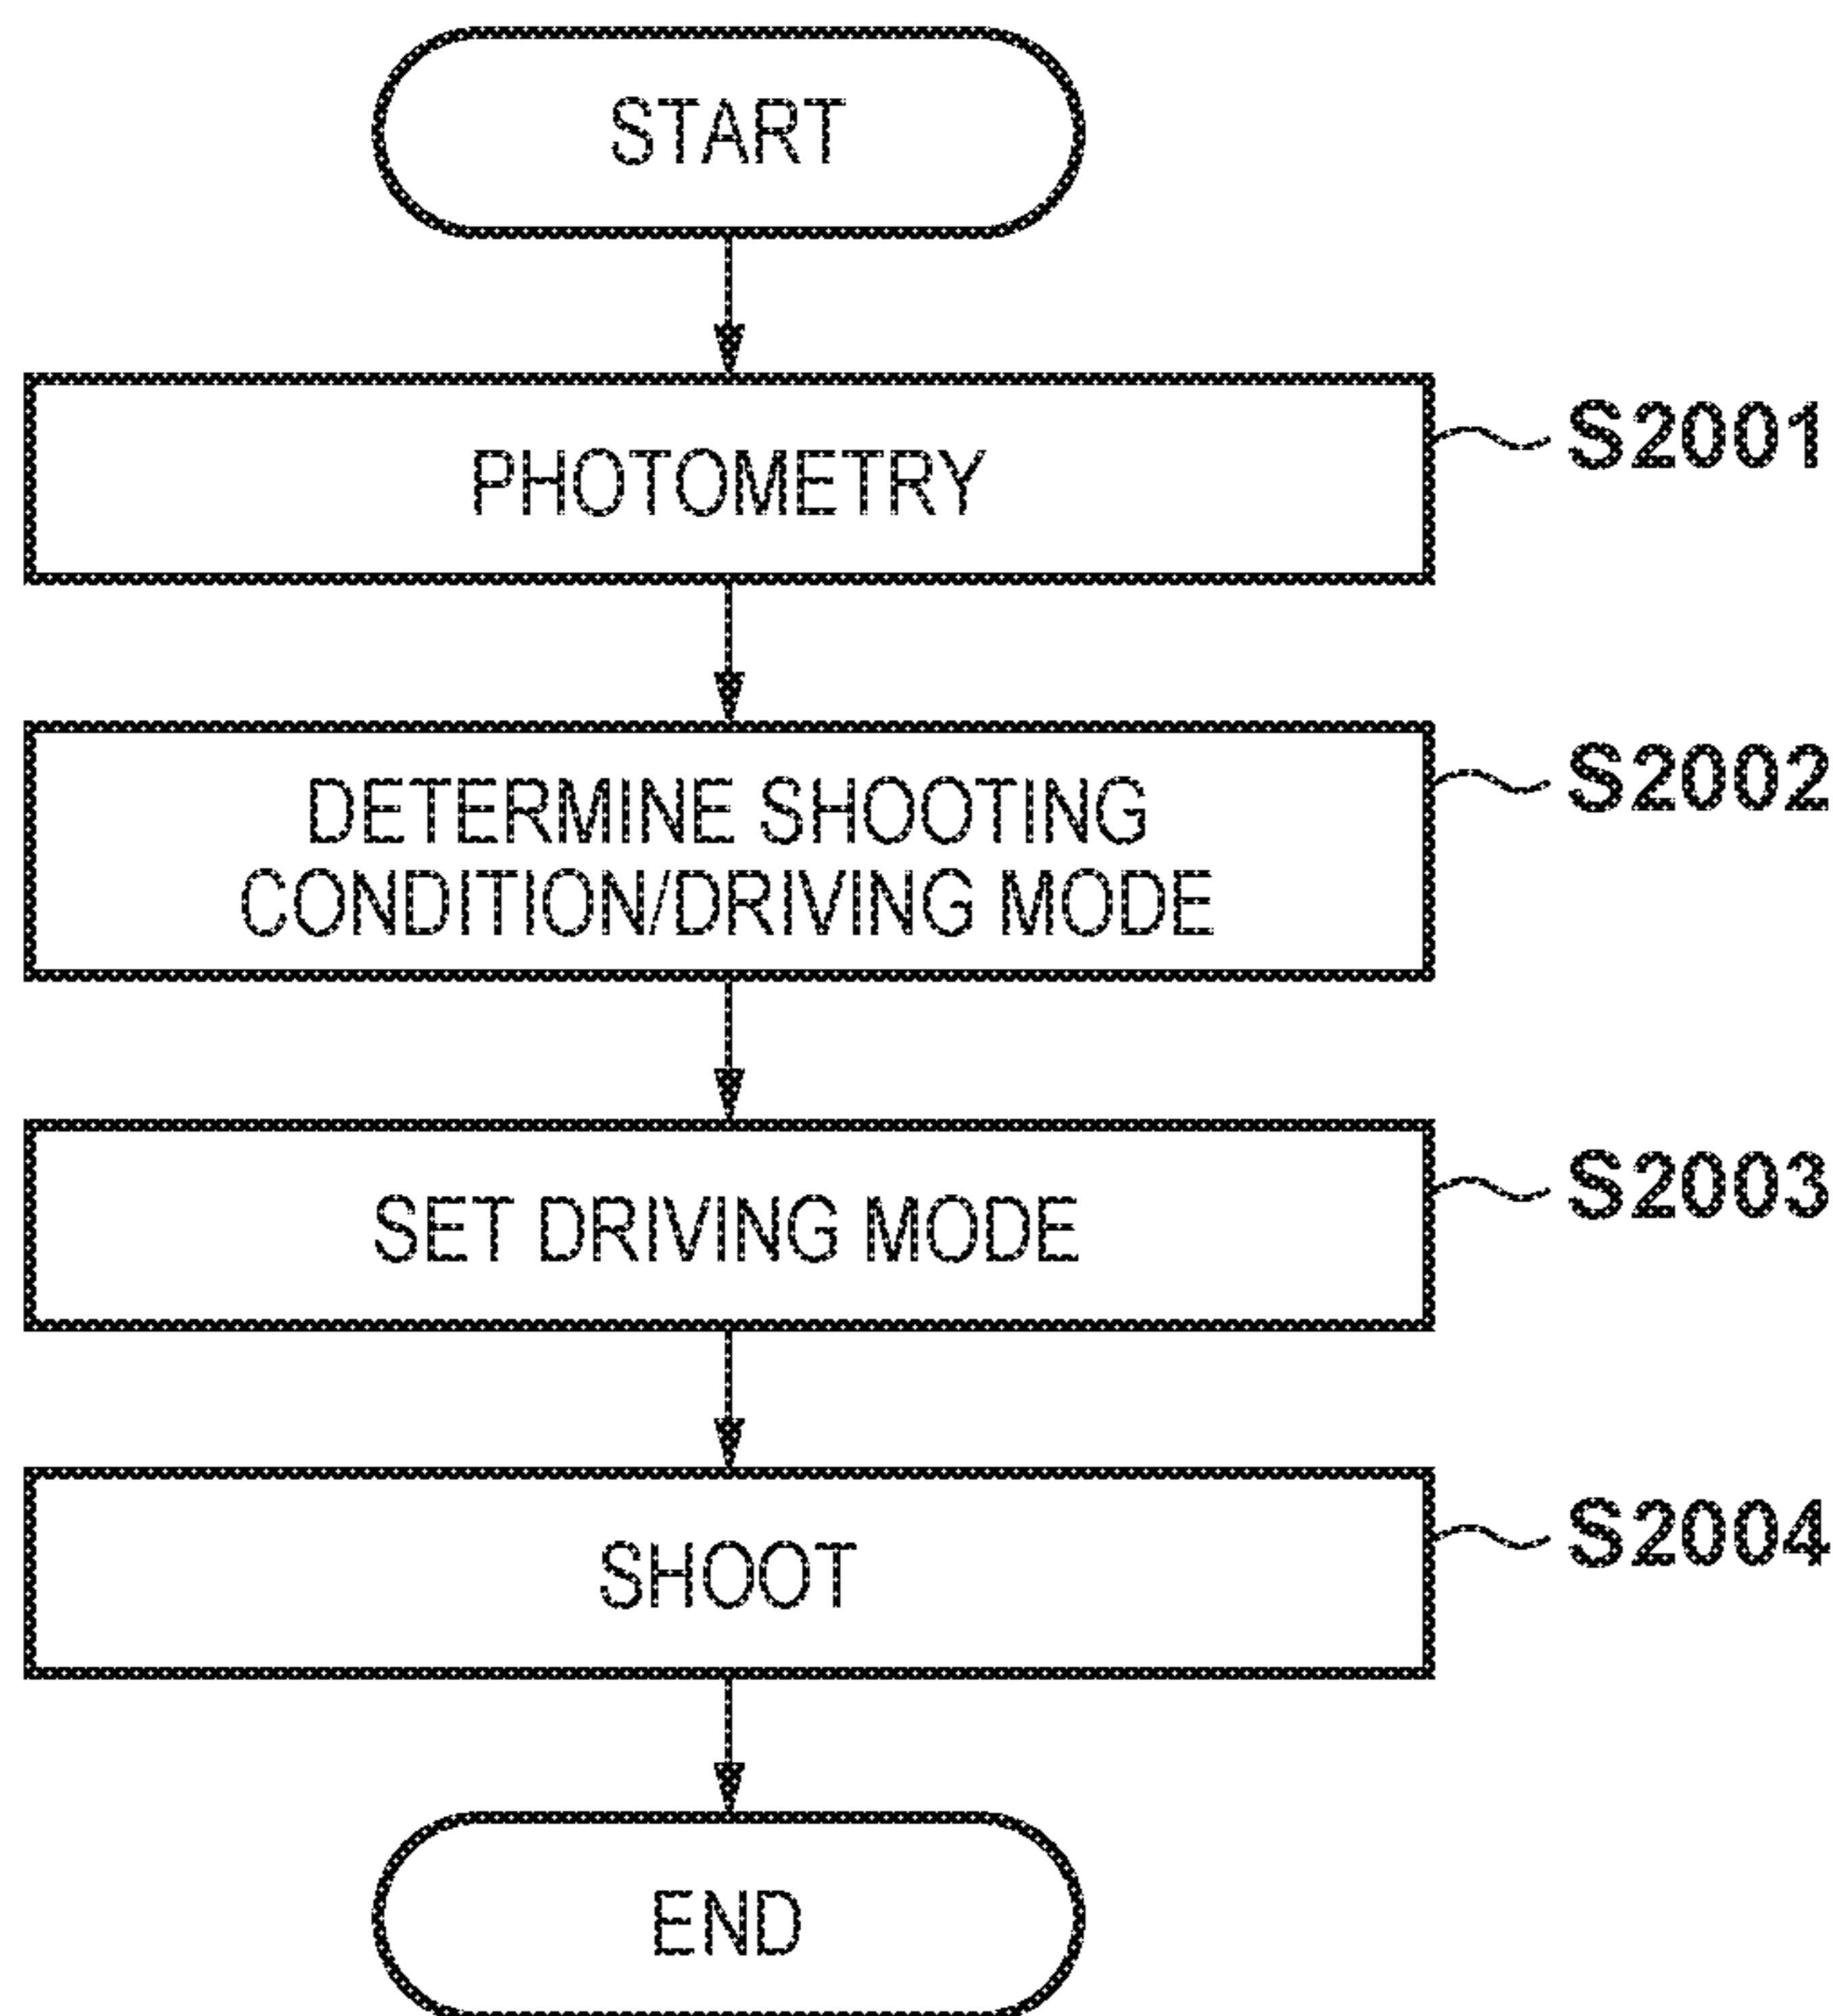 START
PHOTOMETRY
S2001
DETERMINE SHOOTING
CONDITION/DRIVING MODE
S2002
SET DRIVING MODE
S2003
SHOOT
S2004
END